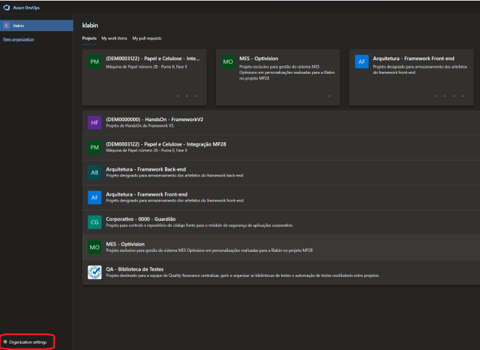 Azure DevOps
klabin
New organization
klabin
Projects My work items My pull requests
PM
(DEM0003122) - Papel e Celulose - Inte...
Máquina de Papel número 28 - Puma II, Fase II
MO
MES - Optivision
Projeto exclusivo para gestão do sistema MES
Optivision em personalizações realizadas para a Klabin
no projeto MP28
AF
Arquitetura - Framework Front-end
Projeto designado para armazenamento dos artefatos
do framework front-end
HF
(DEM0000000) - HandsOn - FrameworkV2
Projeto de HandsOn do Framework V2.
PM
(DEM0003122) - Papel e Celulose - Integração MP28
Máquina de Papel número 28 - Puma II, Fase II
AB
Arquitetura - Framework Back-end
Projeto designado para armazenamento dos artefatos do framework back-end
AF
Arquitetura - Framework Front-end
Projeto designado para armazenamento dos artefatos do framework front-end
CG
Corporativo - 0000 - Guardião
Projeto para controle e repositório do código fonte para o módulo de segurança de aplicações corporativo.
MO
MES - Optivision
Projeto exclusivo para gestão do sistema MES Optivision em personalizações realizadas para a Klabin no projeto MP28
QA - Biblioteca de Testes
Projeto destinado para a equipe de Quality Assurance centralizar, gerir e organizar as bibliotecas de testes e automação de testes reutilizáveis entre projetos.
Organization settings